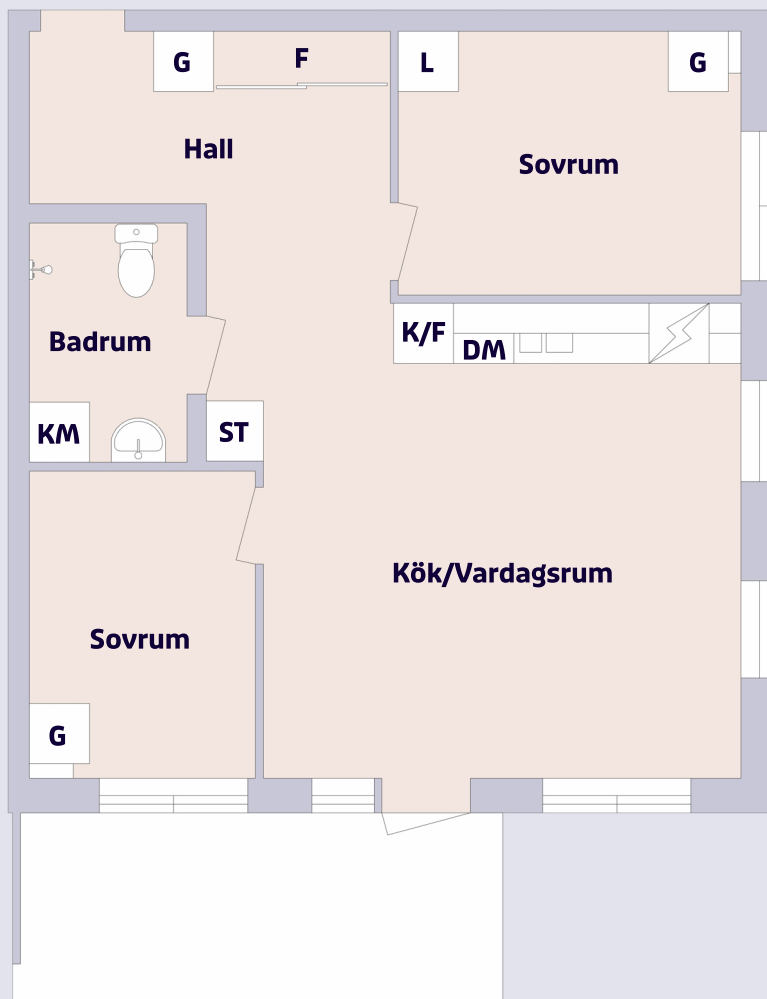 G
F
L
G
Hall
Sovrum
K/F
DM
Badrum
KM
ST
Kök/Vardagsrum
Sovrum
G